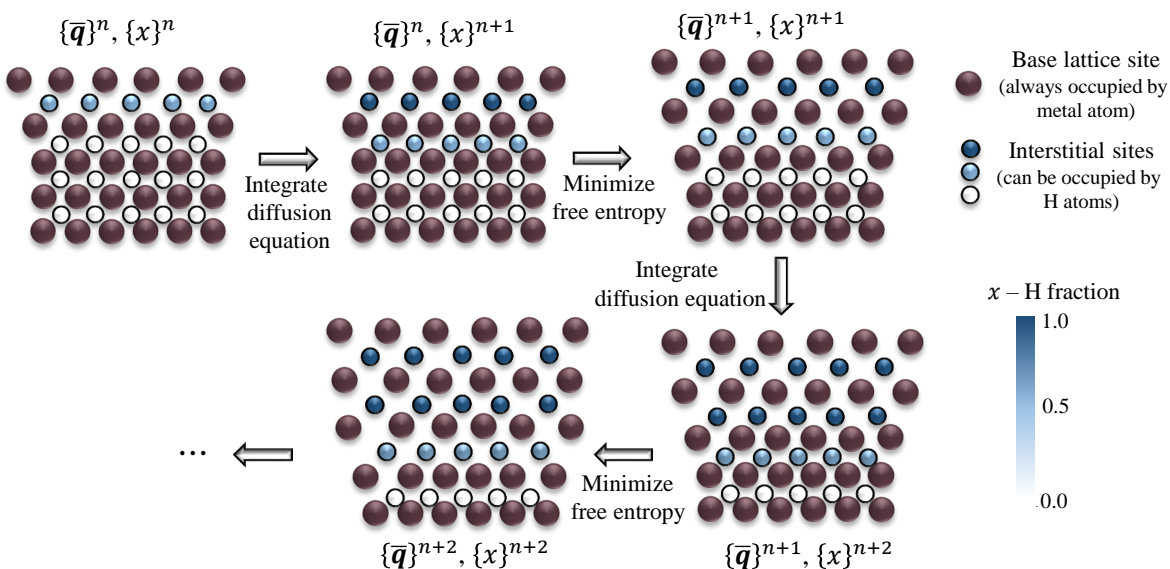 {q̅}ⁿ, {x}ⁿ
{q̅}ⁿ, {x}ⁿ⁺¹
{q̅}ⁿ⁺¹, {x}ⁿ⁺¹
Base lattice site
(always occupied by
metal atom)
Interstitial sites
(can be occupied by
H atoms)
Integrate
diffusion
equation
Minimize
free entropy
Integrate
diffusion equation
x – H fraction
1.0
0.5
0.0
...
Minimize
free entropy
{q̅}ⁿ⁺², {x}ⁿ⁺²
{q̅}ⁿ⁺¹, {x}ⁿ⁺²